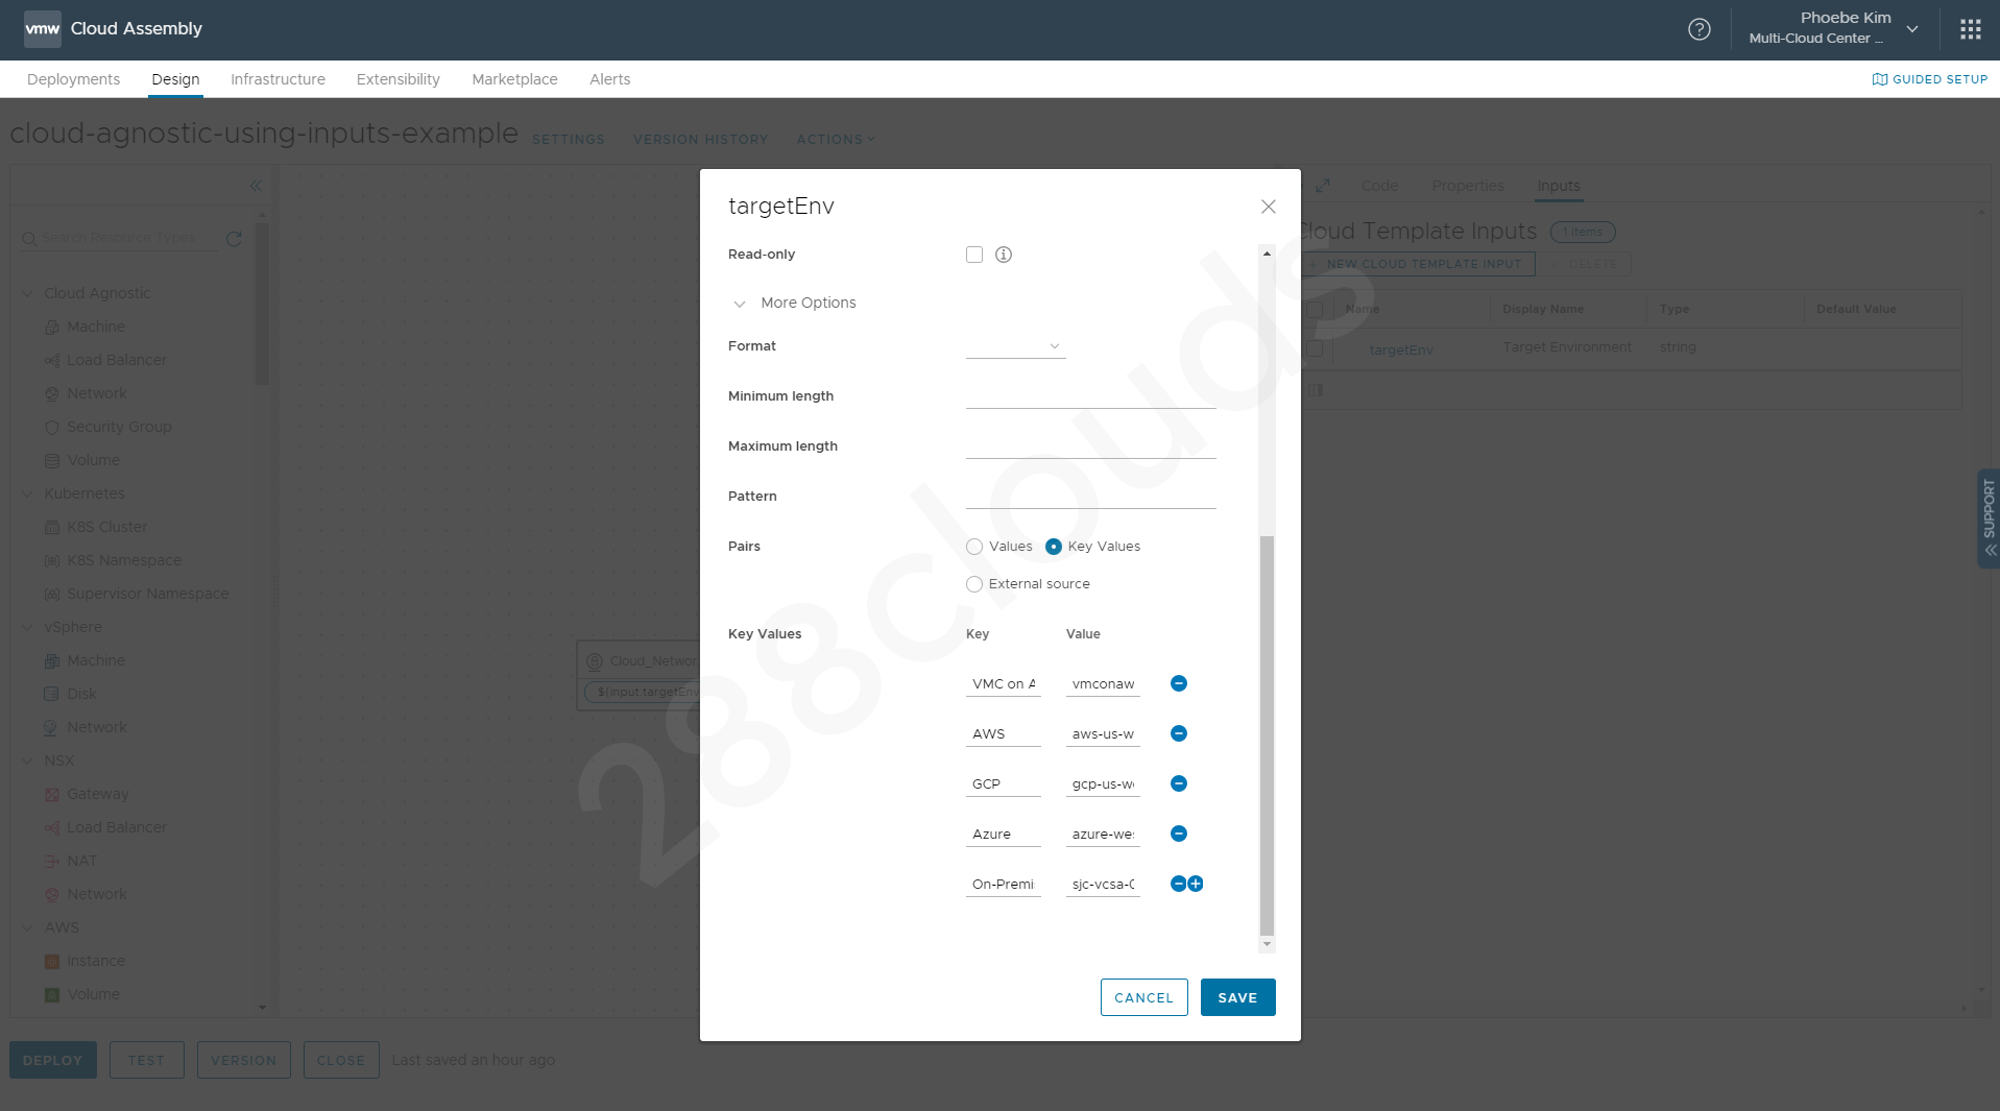 vmw Cloud Assembly
Phoebe Kim
Multi-Cloud Center ...
Deployments Design Infrastructure Extensibility Marketplace Alerts GUIDED SETUP
cloud-agnostic-using-inputs-example SETTINGS VERSION HISTORY ACTIONS
Search Resource Types
Cloud Agnostic
Machine
Load Balancer
Network
Security Group
Volume
Kubernetes
K8S Cluster
K8S Namespace
Supervisor Namespace
vSphere
Machine
Disk
Network
NSX
Gateway
Load Balancer
NAT
Network
AWS
Instance
Volume
Cloud_Networ
${input.targetEnv
targetEnv
Read-only
More Options
Format
Minimum length
Maximum length
Pattern
Pairs Values Key Values
External source
Key Values Key Value
VMC on A vmconaw
AWS aws-us-w
GCP gcp-us-we
Azure azure-wes
On-Premi sjc-vcsa-0
CANCEL SAVE
Code Properties Inputs
Cloud Template Inputs 1 items
+ NEW CLOUD TEMPLATE INPUT × DELETE
Name Display Name Type Default Value
targetEnv Target Environment string
SUPPORT
DEPLOY TEST VERSION CLOSE Last saved an hour ago
288clouds